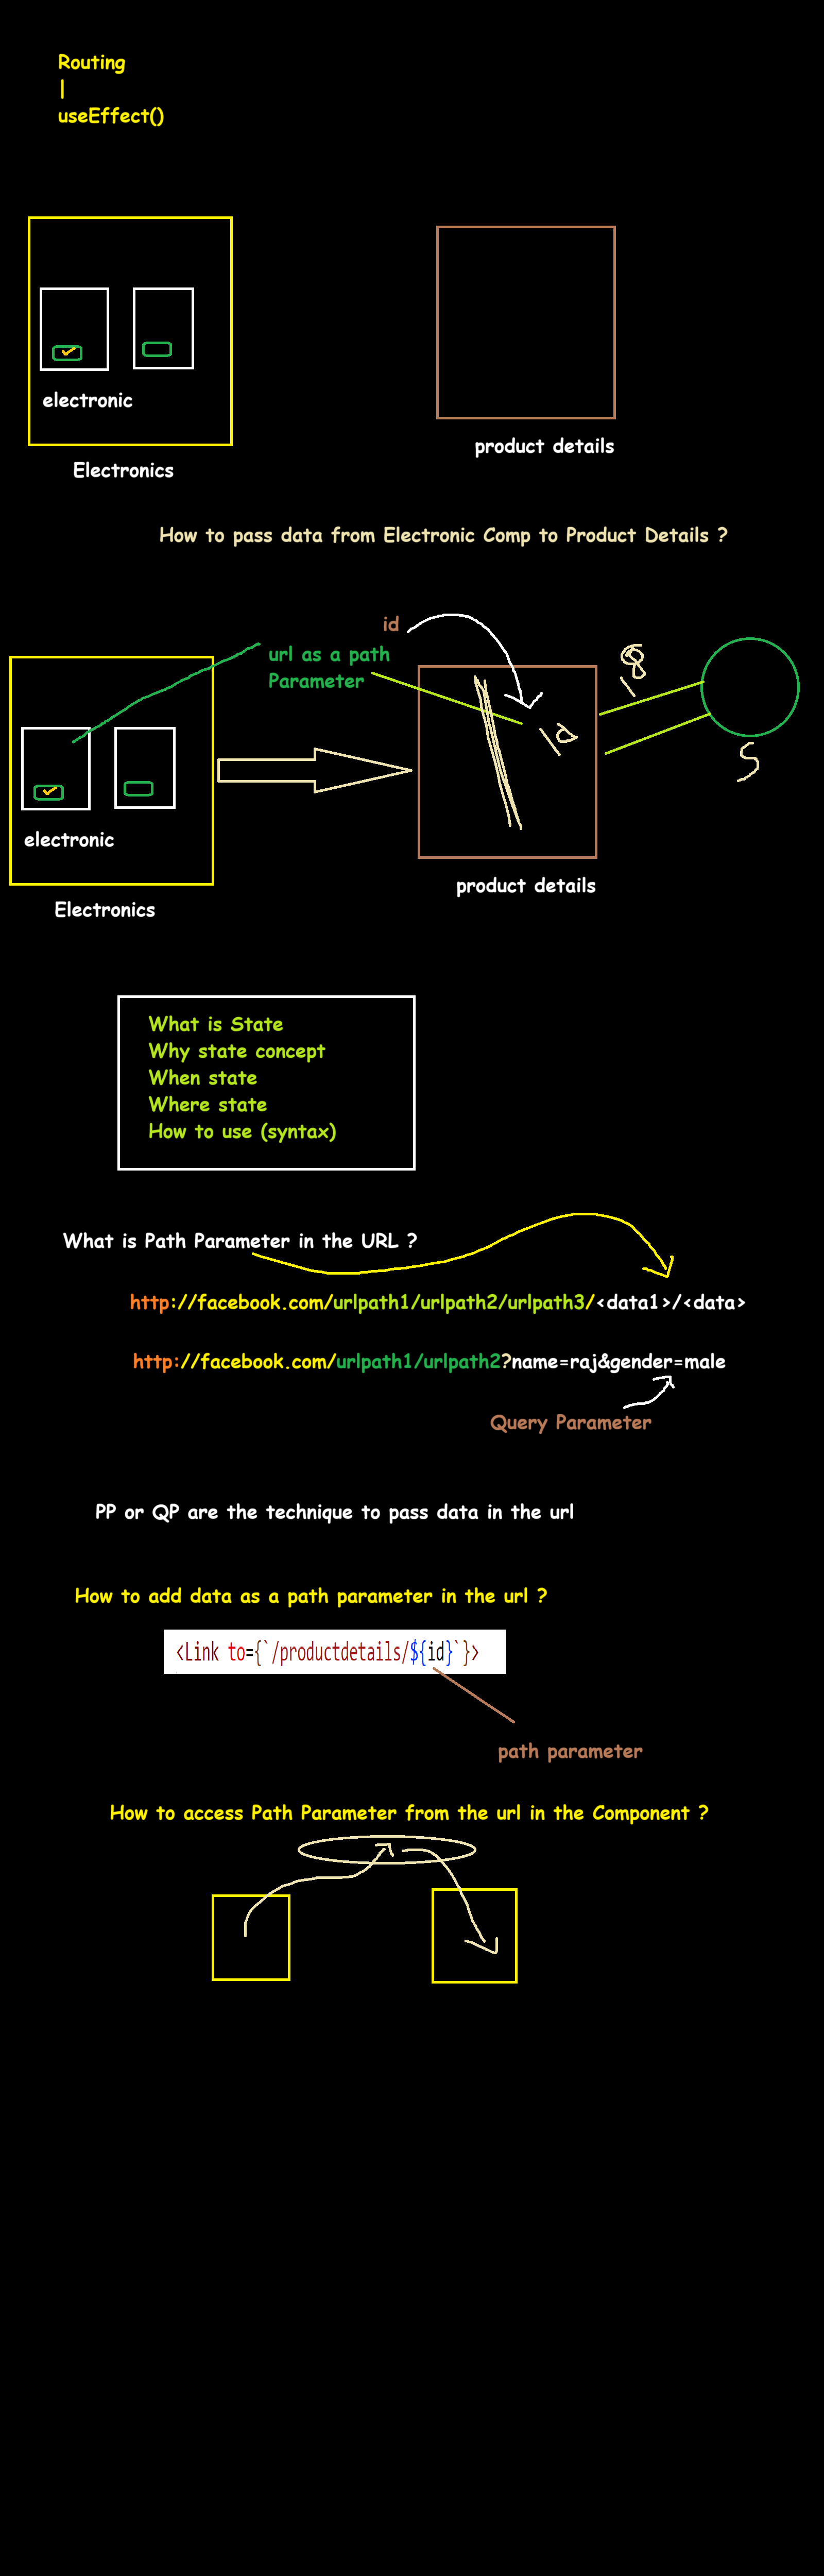 Routing
|
useEffect()
electronic
Electronics
product details
How to pass data from Electronic Comp to Product Details ?
id
url as a path
Parameter
electronic
Electronics
product details
S
What is State
Why state concept
When state
Where state
How to use (syntax)
What is Path Parameter in the URL ?
http://facebook.com/urlpath1/urlpath2/urlpath3/<data1>/<data>
http://facebook.com/urlpath1/urlpath2?name=raj&gender=male
Query Parameter
PP or QP are the technique to pass data in the url
How to add data as a path parameter in the url ?
<Link to={`/productdetails/${id}`}>
path parameter
How to access Path Parameter from the url in the Component ?